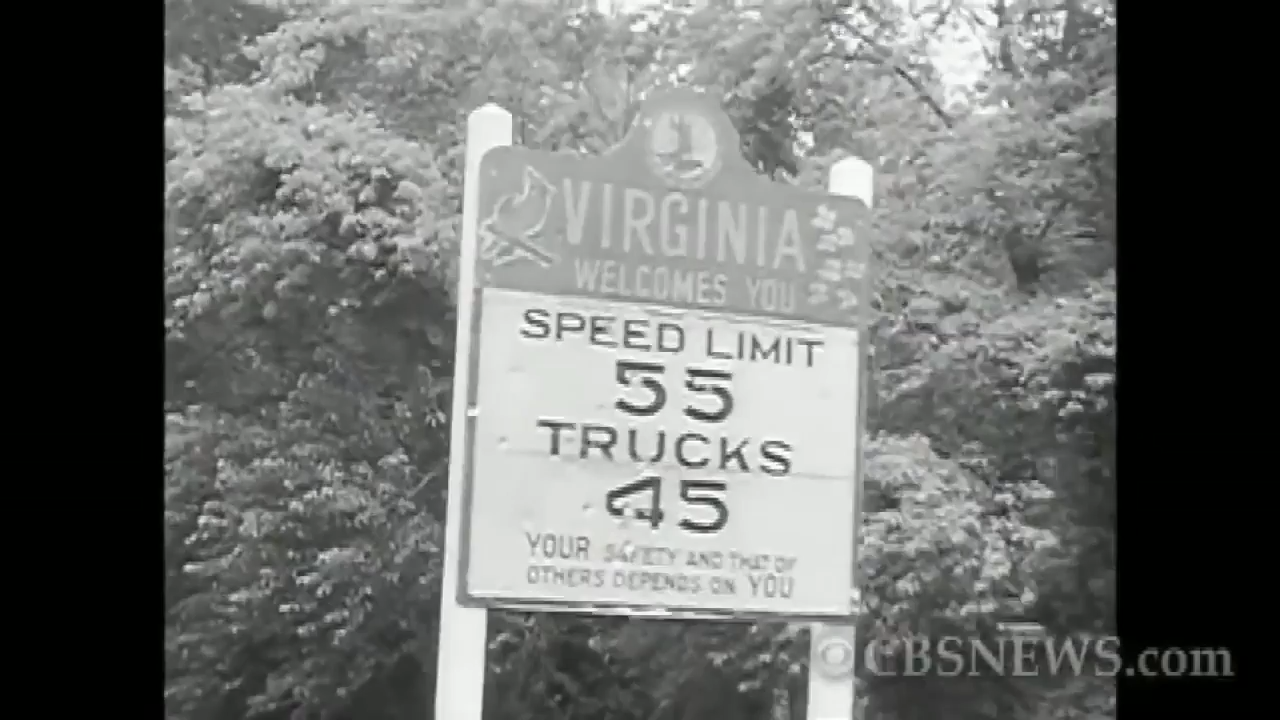 VIRGINIA
WELCOMES YOU
SPEED LIMIT
55
TRUCKS
45
YOUR SAFETY AND THAT OF
OTHERS DEPENDS ON YOU
©CBSNEWS.com